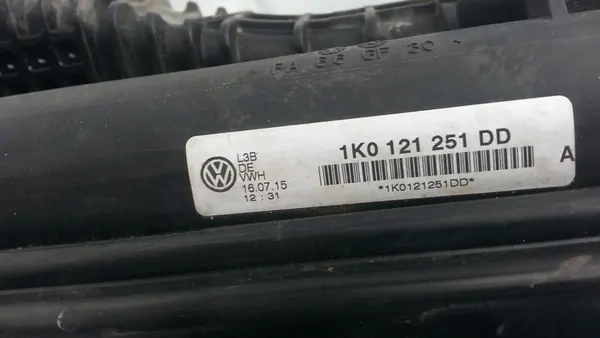 PA 66 GF 30
L3B
DE
VWH
16.07.15
12:31
1K0 121 251 DD
*1K0121251DD*
A